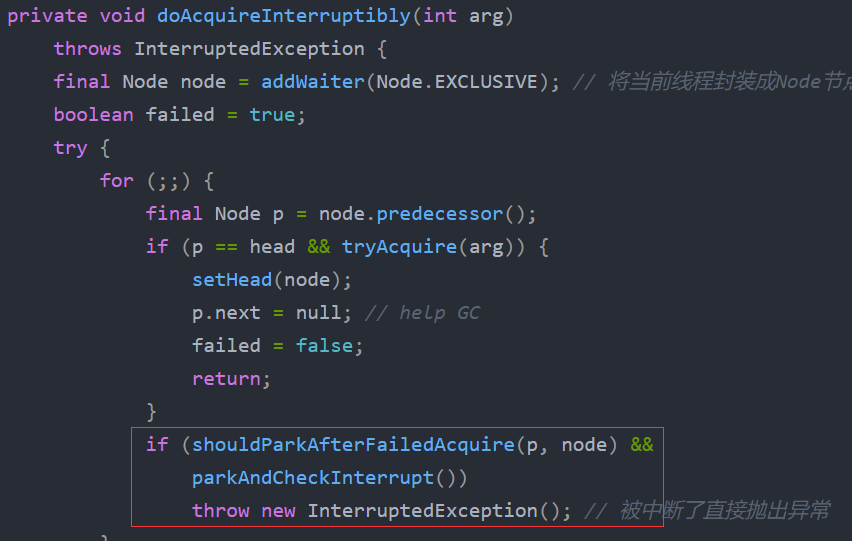 private void doAcquireInterruptibly(int arg)
throws InterruptedException {
final Node node = addWaiter(Node.EXCLUSIVE); // 将当前线程封装成Node节
boolean failed = true;
try {
for (;;) {
final Node p = node.predecessor();
if (p == head && tryAcquire(arg)) {
setHead(node);
p.next = null; // help GC
failed = false;
return;
}
if (shouldParkAfterFailedAcquire(p, node) &&
parkAndCheckInterrupt())
throw new InterruptedException(); // 被中断了直接抛出异常
}